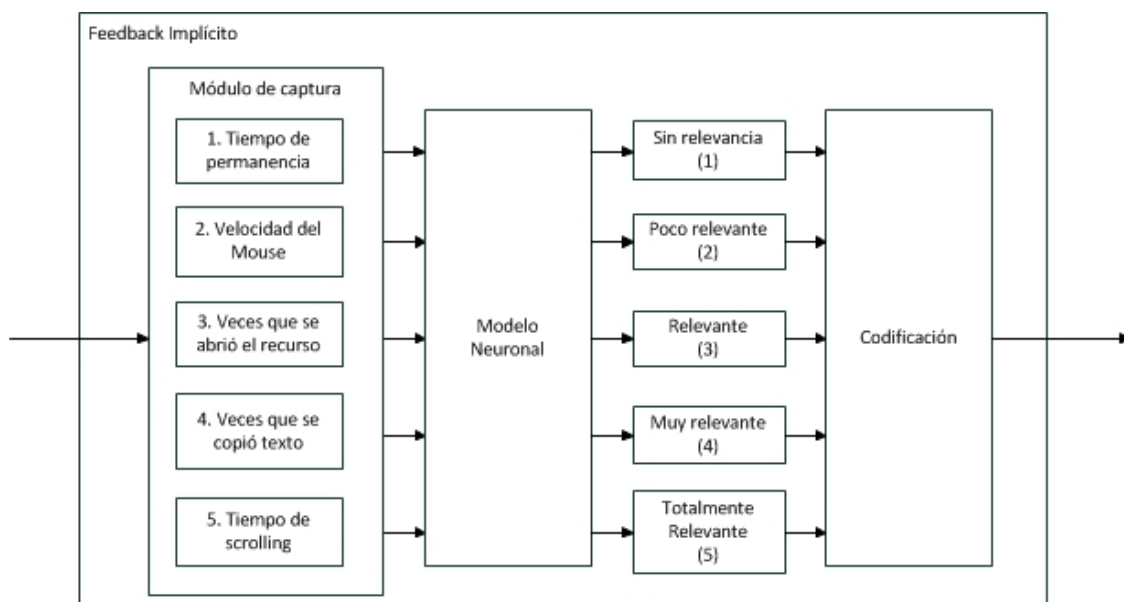 Feedback Implícito
Módulo de captura
1. Tiempo de
permanencia
2. Velocidad del
Mouse
3. Veces que se
abrió el recurso
4. Veces que se
copió texto
5. Tiempo de
scrolling
Modelo
Neuronal
Sin relevancia
(1)
Poco relevante
(2)
Relevante
(3)
Muy relevante
(4)
Totalmente
Relevante
(5)
Codificación